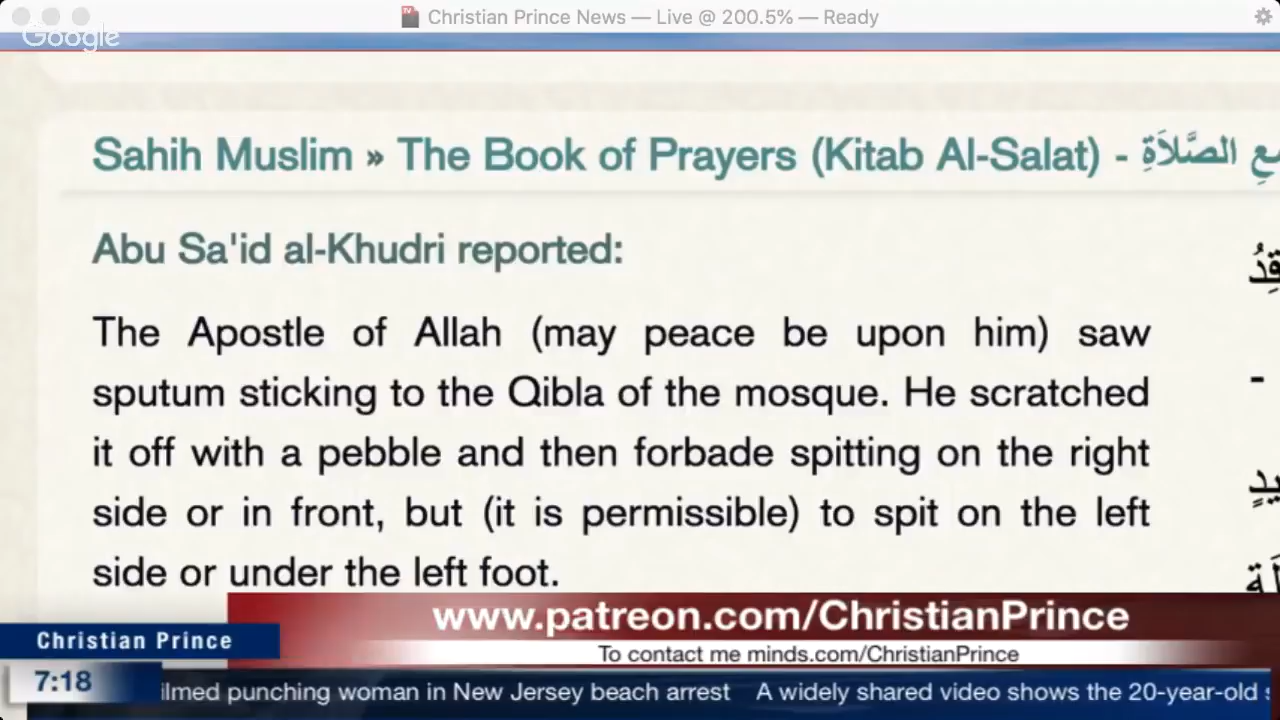 Christian Prince News — Live @ 200.5% — Ready
Google
Sahih Muslim » The Book of Prayers (Kitab Al-Salat) - الصَّلاَةِ
Abu Sa'id al-Khudri reported:
The Apostle of Allah (may peace be upon him) saw
sputum sticking to the Qibla of the mosque. He scratched
it off with a pebble and then forbade spitting on the right
side or in front, but (it is permissible) to spit on the left
side or under the left foot.
www.patreon.com/ChristianPrince
Christian Prince
To contact me minds.com/ChristianPrince
7:18
ilmed punching woman in New Jersey beach arrest A widely shared video shows the 20-year-old